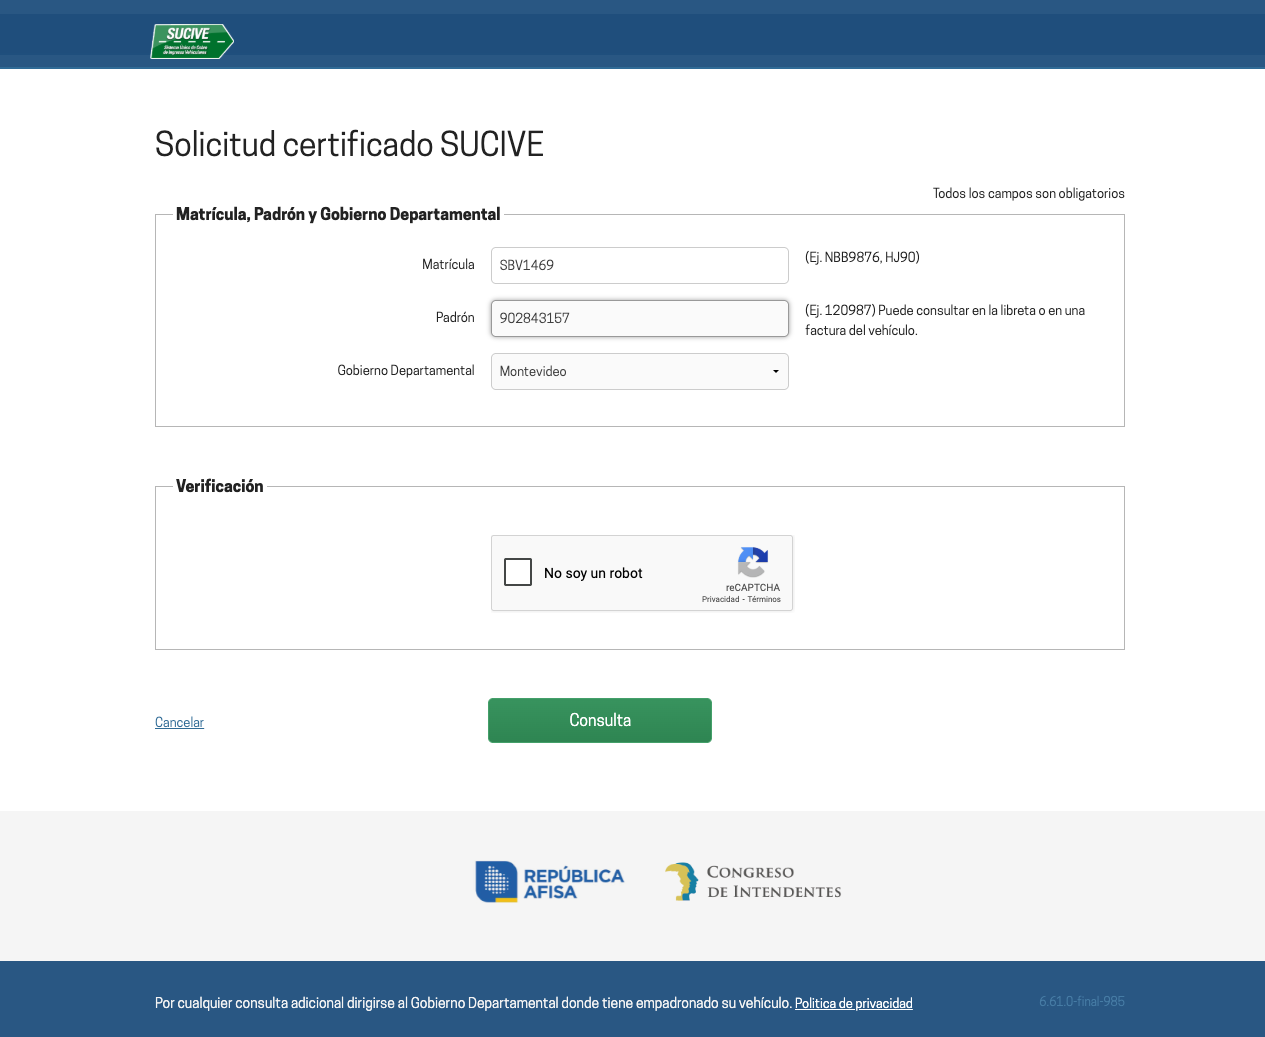 SUCIVE
Sistema Único de Cobro
de Ingresos Vehiculares
Solicitud certificado SUCIVE
Todos los campos son obligatorios
Matrícula, Padrón y Gobierno Departamental
Matrícula SBV1469 (Ej. NBB9876, HJ90)
Padrón 902843157 (Ej. 120987) Puede consultar en la libreta o en una
factura del vehículo.
Gobierno Departamental Montevideo
Verificación
No soy un robot
reCAPTCHA
Privacidad - Términos
Cancelar Consulta
REPÚBLICA
AFISA
CONGRESO
DE INTENDENTES
Por cualquier consulta adicional dirigirse al Gobierno Departamental donde tiene empadronado su vehículo. Política de privacidad 6.61.0-final-985